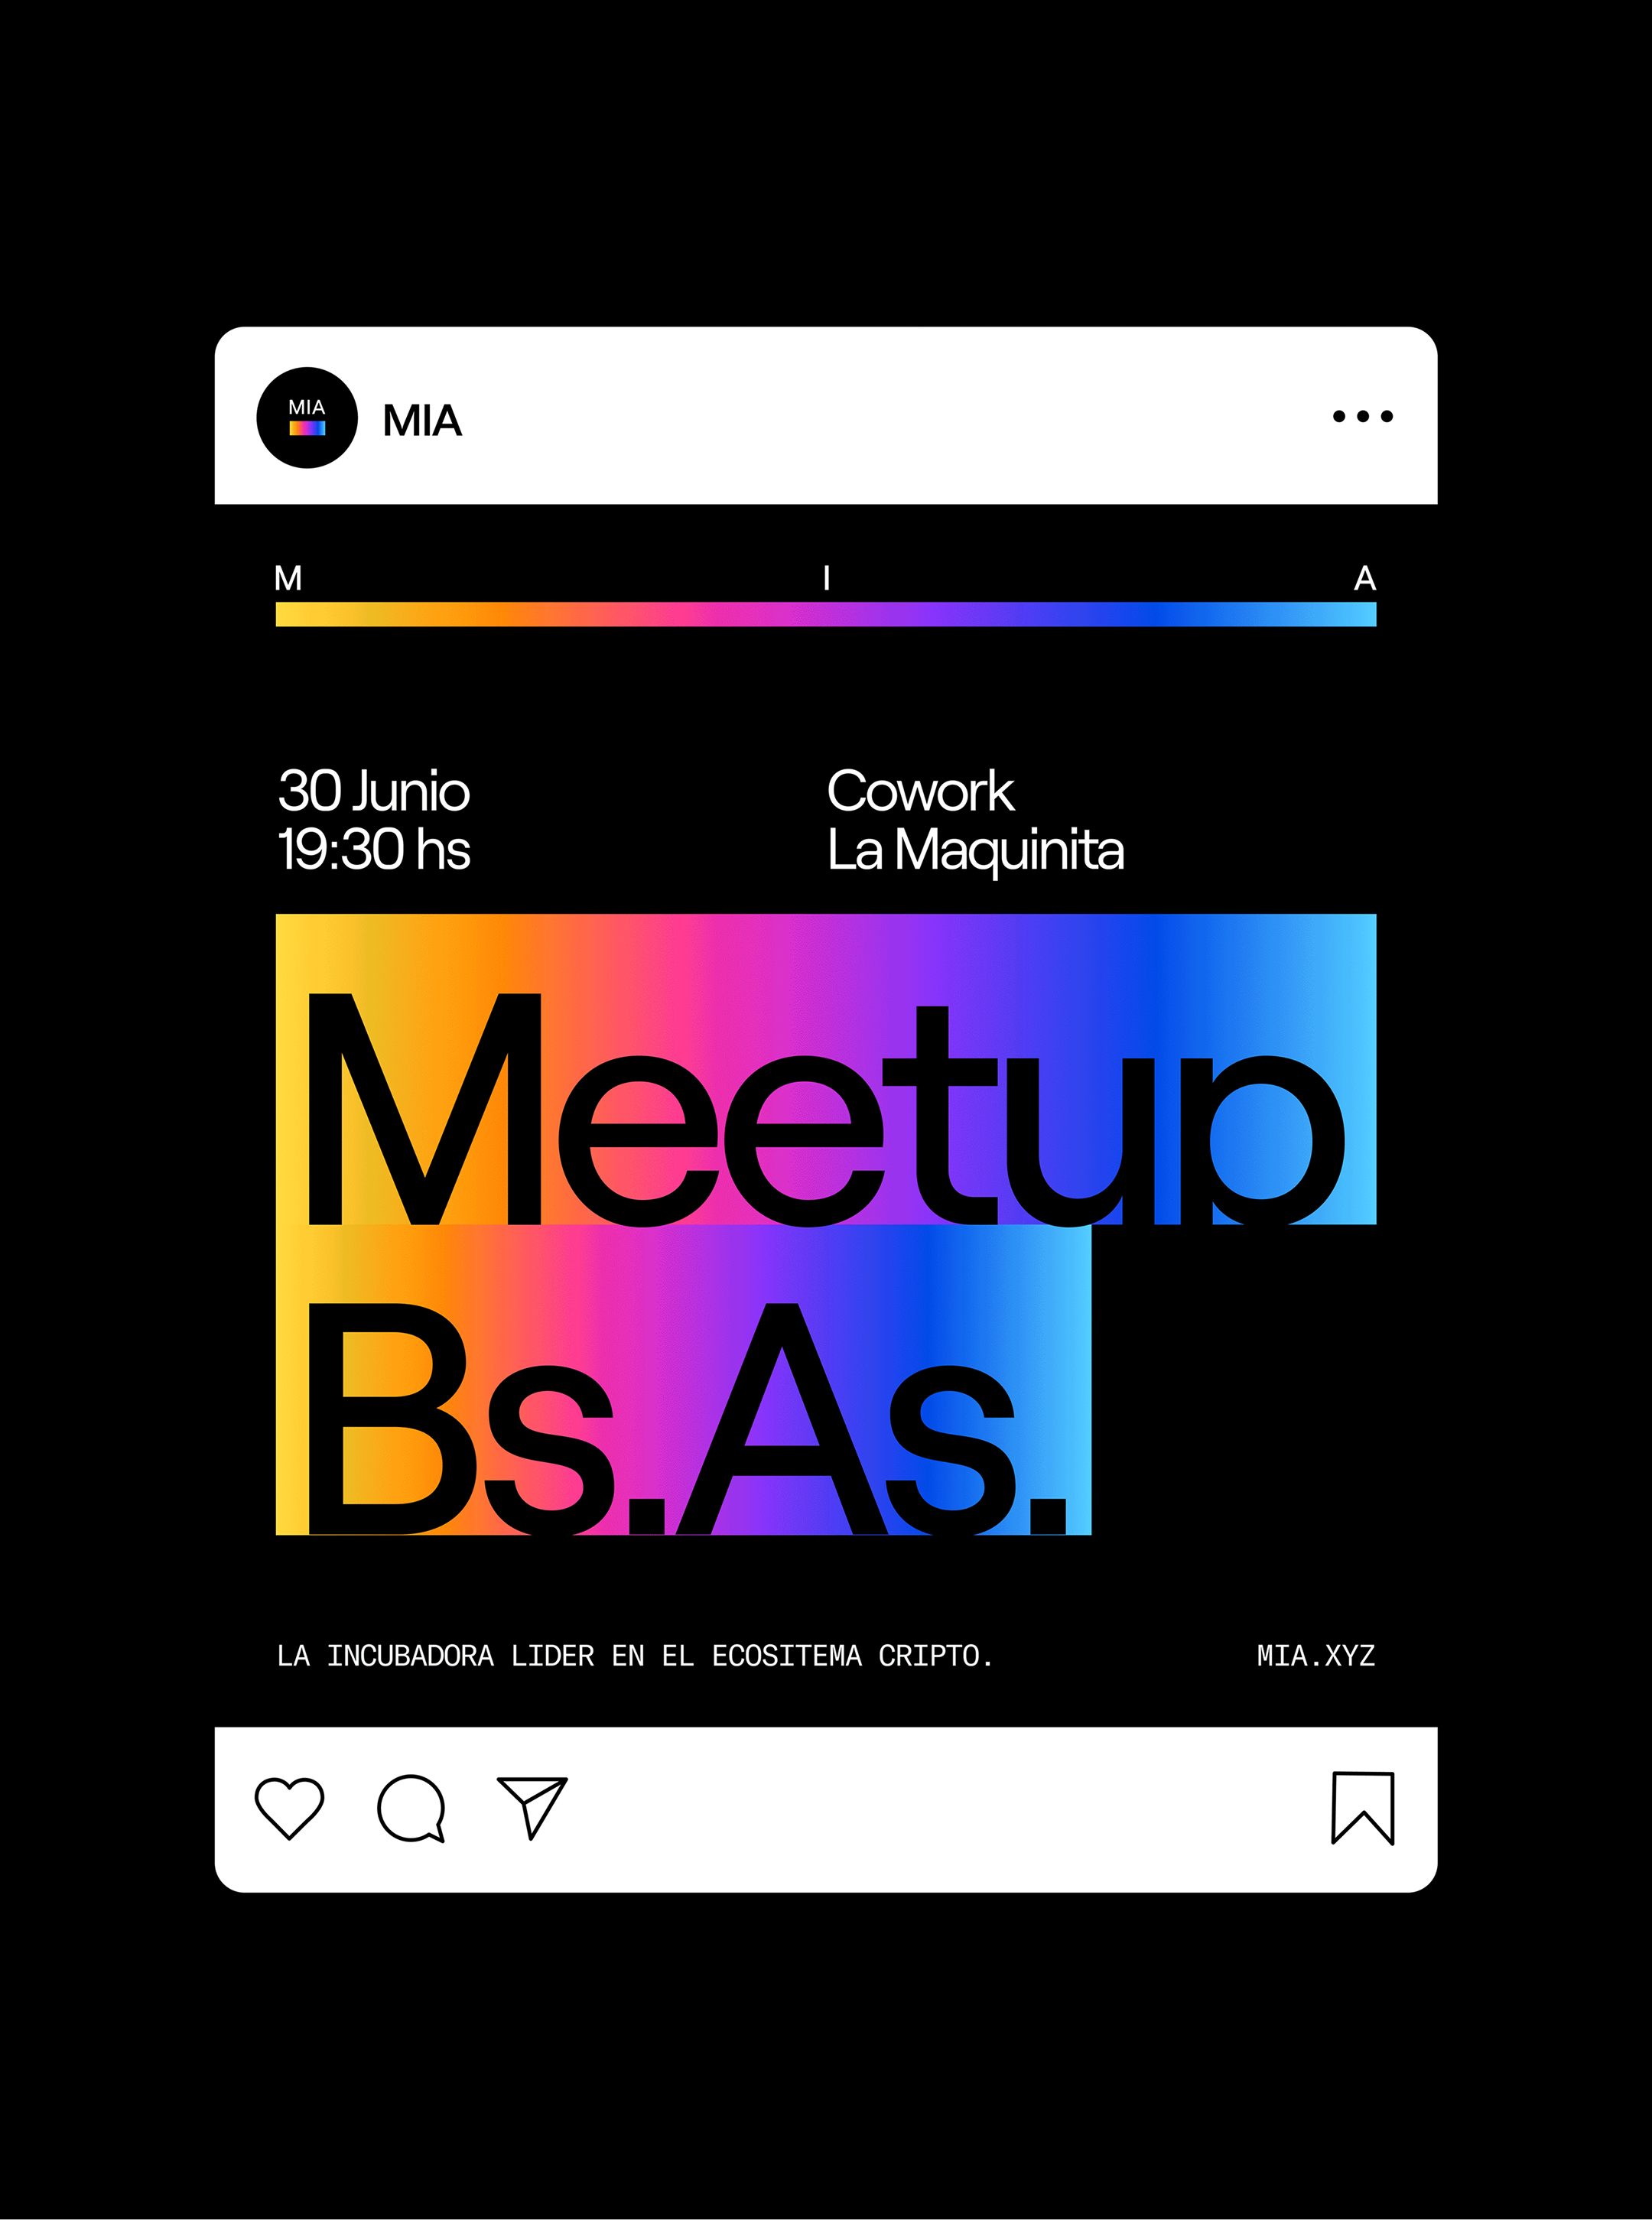 MIA
MIA
M I A
30 Junio
19:30 hs
Cowork
La Maquinita
Meetup
Bs.As.
LA INCUBADORA LIDER EN EL ECOSITEMA CRIPTO.
MIA.XYZ